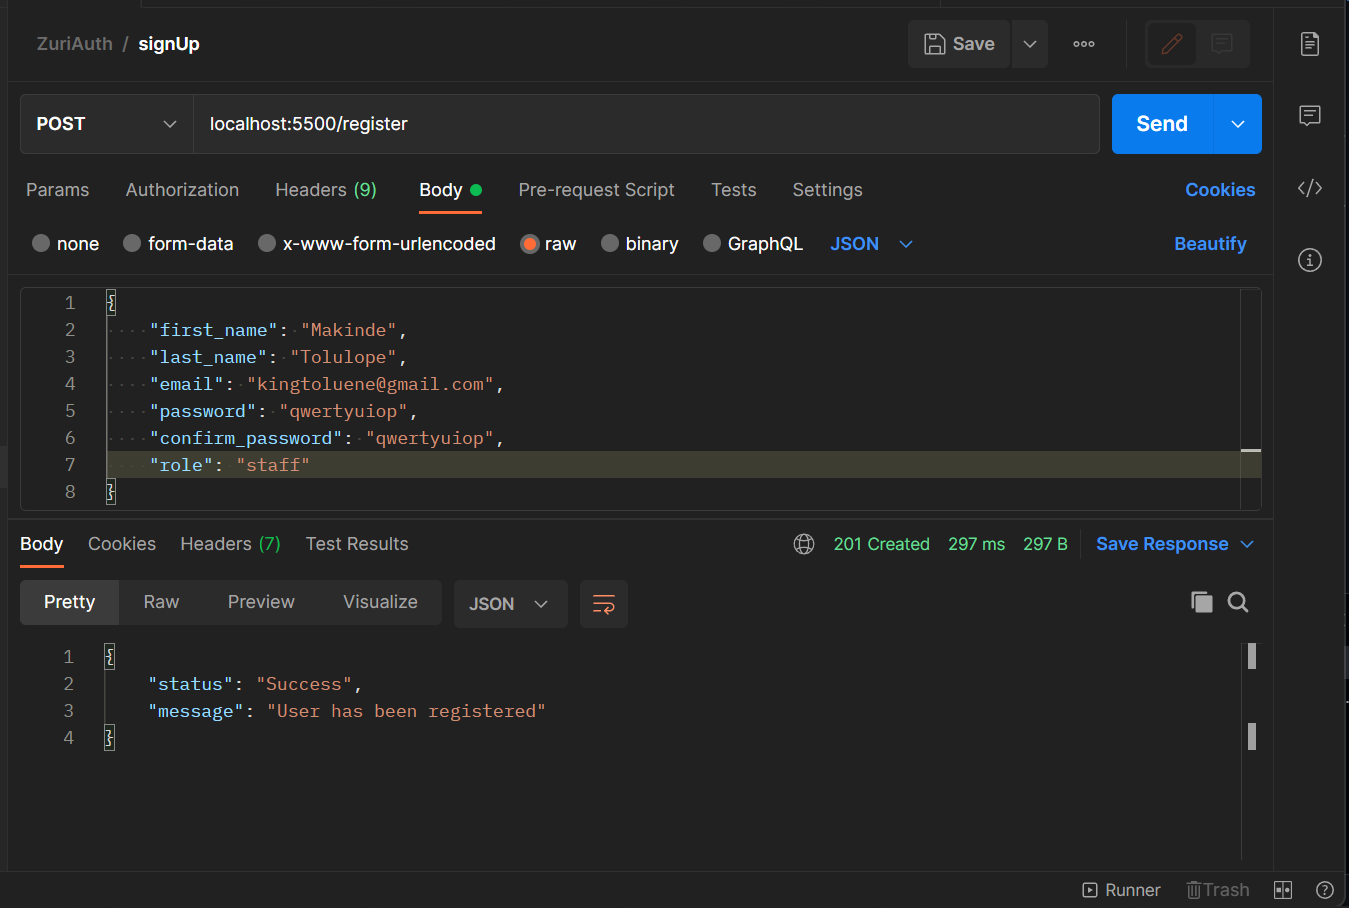 ZuriAuth / signUp
Save
POST
localhost:5500/register
Send
Params Authorization Headers (9) Body Pre-request Script Tests Settings Cookies
none form-data x-www-form-urlencoded raw binary GraphQL JSON Beautify
1 {
2 "first_name": "Makinde",
3 "last_name": "Tolulope",
4 "email": "kingtoluene@gmail.com",
5 "password": "qwertyuiop",
6 "confirm_password": "qwertyuiop",
7 "role": "staff"
8 }
Body Cookies Headers (7) Test Results 201 Created 297 ms 297 B Save Response
Pretty Raw Preview Visualize JSON
1 {
2 "status": "Success",
3 "message": "User has been registered"
4 }
Runner Trash